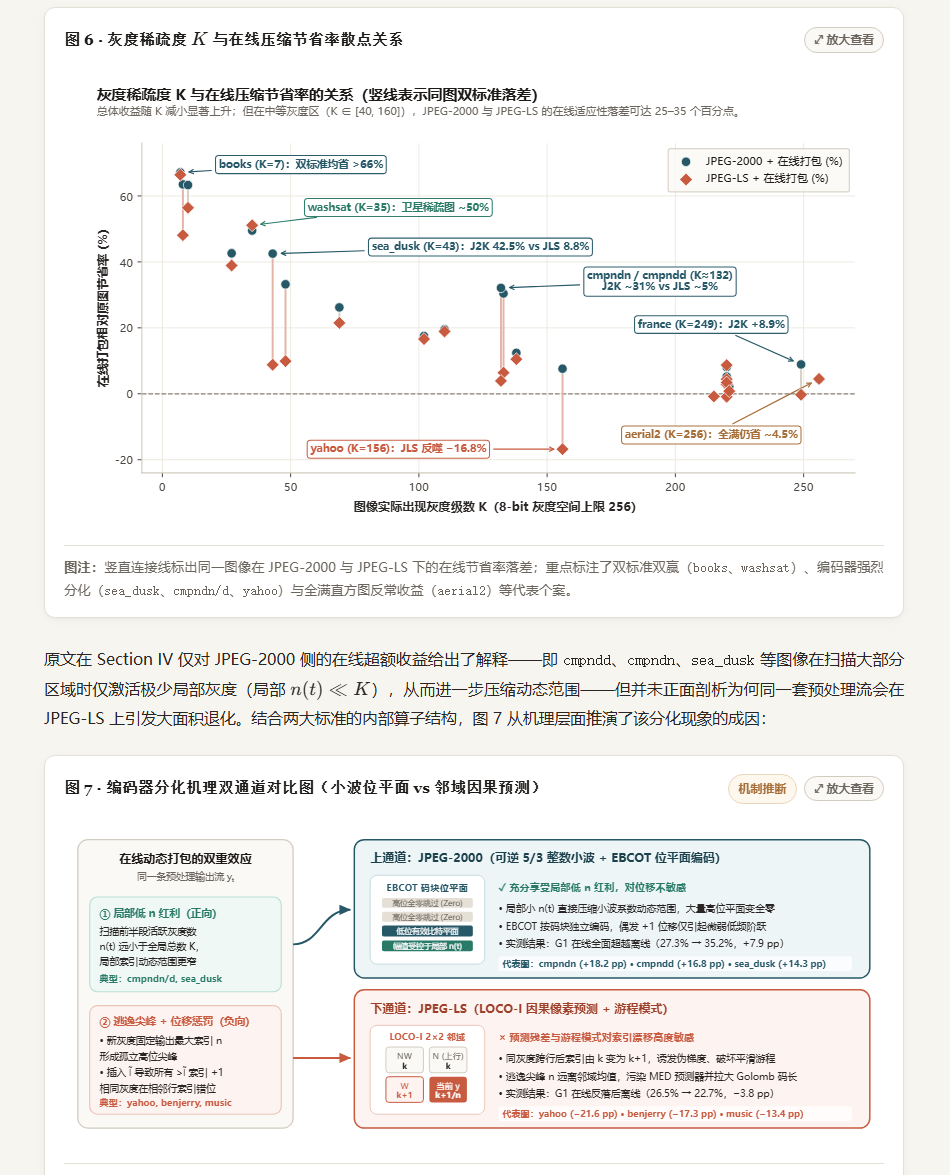 图 6 · 灰度稀疏度 K 与在线压缩节省率散点关系
⤢ 放大查看
灰度稀疏度 K 与在线压缩节省率的关系（竖线表示同图双标准落差）
总体收益随 K 减小显著上升；但在中等灰度区（K ∈ [40, 160]），JPEG-2000 与 JPEG-LS 的在线适应性落差可达 25–35 个百分点。
JPEG-2000 + 在线打包 (%)
JPEG-LS + 在线打包 (%)
books (K=7)：双标准均省 >66%
washsat (K=35)：卫星稀疏图 ~50%
sea_dusk (K=43)：J2K 42.5% vs JLS 8.8%
cmpndn / cmpndd (K≈132)
J2K ~31% vs JLS ~5%
france (K=249)：J2K +8.9%
aerial2 (K=256)：全满仍省 ~4.5%
yahoo (K=156)：JLS 反噬 −16.8%
在线打包相对原图节省率 (%)
60
40
20
0
-20
0
50
100
150
200
250
图像实际出现灰度级数 K（8-bit 灰度空间上限 256）
图注：竖直连接线标出同一图像在 JPEG-2000 与 JPEG-LS 下的在线节省率落差；重点标注了双标准双赢（books、washsat）、编码器强烈
分化（sea_dusk、cmpndn/d、yahoo）与全满直方图反常收益（aerial2）等代表个案。
原文在 Section IV 仅对 JPEG-2000 侧的在线超额收益给出了解释——即 cmpndd、cmpndn、sea_dusk 等图像在扫描大部分
区域时仅激活极少局部灰度（局部 n(t) ≪ K），从而进一步压缩动态范围——但并未正面剖析为何同一套预处理流会在
JPEG-LS 上引发大面积退化。结合两大标准的内部算子结构，图 7 从机理层面推演了该分化现象的成因：
图 7 · 编码器分化机理双通道对比图（小波位平面 vs 邻域因果预测）
机制推断
⤢ 放大查看
在线动态打包的双重效应
同一条预处理输出流 yₜ
① 局部低 n 红利（正向）
扫描前半段活跃灰度数
n(t) 远小于全局总数 K，
局部索引动态范围更窄
典型：cmpndn/d, sea_dusk
② 逃逸尖峰 + 位移惩罚（负向）
• 新灰度固定输出最大索引 n
形成孤立高位尖峰
• 插入 Î 导致所有 >Î 索引 +1
相同灰度在相邻行索引错位
典型：yahoo, benjerry, music
上通道：JPEG-2000（可逆 5/3 整数小波 + EBCOT 位平面编码）
EBCOT 码块位平面
高位全零跳过 (Zero)
高位全零跳过 (Zero)
低位有效比特平面
幅值受控于局部 n(t)
✓ 充分享受局部低 n 红利，对位移不敏感
• 局部小 n(t) 直接压缩小波系数动态范围，大量高位平面变全零
• EBCOT 按码块独立编码，偶发 +1 位移仅引起微弱低频阶跃
• 实测结果：G1 在线全面超越离线（27.3% → 35.2%，+7.9 pp）
代表图：cmpndn (+18.2 pp) • cmpndd (+16.8 pp) • sea_dusk (+14.3 pp)
下通道：JPEG-LS（LOCO-I 因果像素预测 + 游程模式）
LOCO-I 2×2 邻域
NW
k
N (上行)
k
W
k+1
当前 y
k+1/n
× 预测残差与游程模式对索引漂移高度敏感
• 同灰度跨行后索引由 k 变为 k+1，诱发伪梯度、破坏平滑游程
• 逃逸尖峰 n 远离邻域均值，污染 MED 预测器并拉大 Golomb 码长
• 实测结果：G1 在线反落后离线（26.5% → 22.7%，−3.8 pp）
代表图：yahoo (−21.6 pp) • benjerry (−17.3 pp) • music (−13.4 pp)